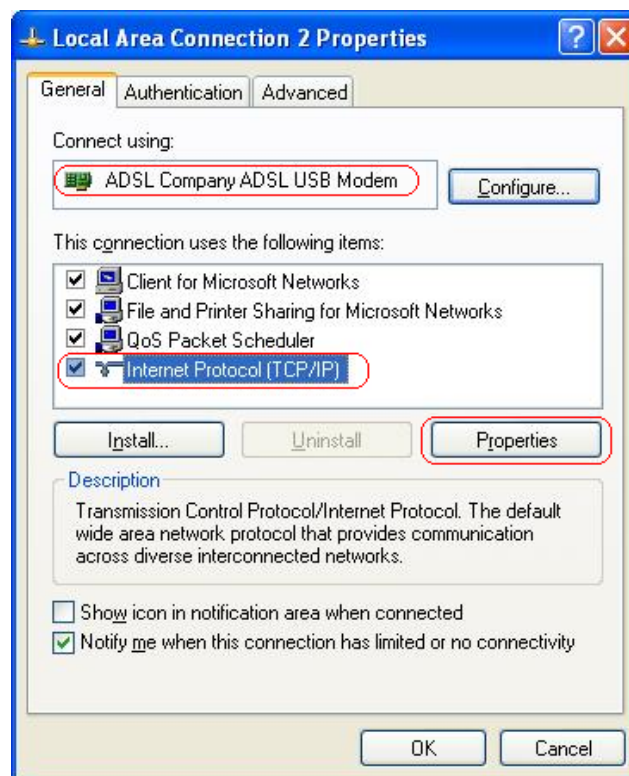 Local Area Connection 2 Properties
General Authentication Advanced
Connect using:
ADSL Company ADSL USB Modem
Configure...
This connection uses the following items:
Client for Microsoft Networks
File and Printer Sharing for Microsoft Networks
QoS Packet Scheduler
Internet Protocol (TCP/IP)
Install... Uninstall Properties
Description
Transmission Control Protocol/Internet Protocol. The default
wide area network protocol that provides communication
across diverse interconnected networks.
Show icon in notification area when connected
Notify me when this connection has limited or no connectivity
OK Cancel